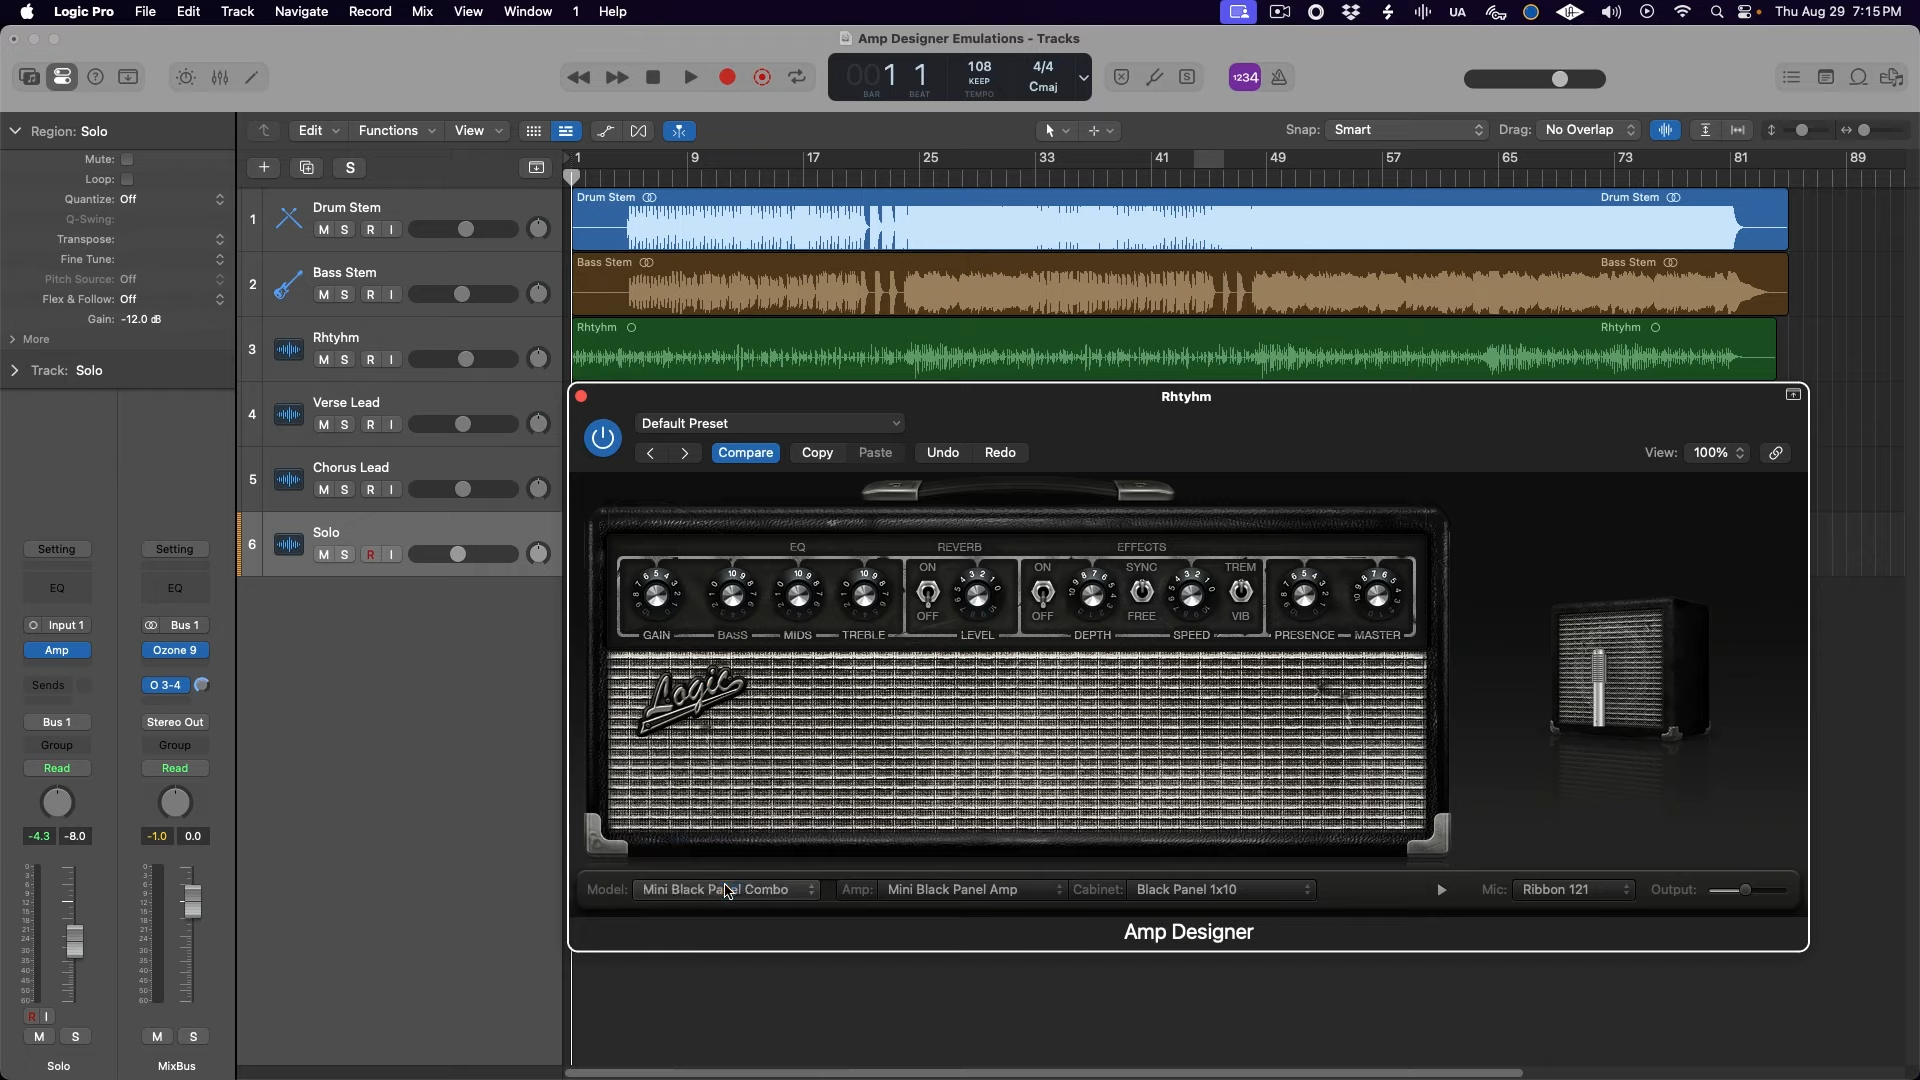 Logic Pro File Edit Track Navigate Record Mix View Window 1 Help UA Thu Aug 29 7:15 PM
Amp Designer Emulations - Tracks
001 1 108 4/4
KEEP Cmaj
BAR BEAT TEMPO
S 1234
Region: Solo
Edit Functions View Snap: Smart Drag: No Overlap
Mute:
Loop:
Quantize: Off
Q-Swing:
Transpose:
Fine Tune:
Pitch Source: Off
Flex & Follow: Off
Gain: -12.0 dB
More
Track: Solo
S 1 9 17 25 33 41 49 57 65 73 81 89
1 Drum Stem M S R I
Drum Stem Drum Stem
2 Bass Stem M S R I
Bass Stem Bass Stem
3 Rhtyhm M S R I
Rhtyhm Rhtyhm
4 Verse Lead M S R I
5 Chorus Lead M S R I
6 Solo M S R I
Rhtyhm
Default Preset
Compare Copy Paste Undo Redo View: 100%
EQ REVERB EFFECTS
ON ON SYNC TREM
OFF OFF FREE VIB
GAIN BASS MIDS TREBLE LEVEL DEPTH SPEED PRESENCE MASTER
Logic
Model: Mini Black Panel Combo Amp: Mini Black Panel Amp Cabinet: Black Panel 1x10 Mic: Ribbon 121 Output:
Amp Designer
Setting Setting
EQ EQ
Input 1 Bus 1
Amp Ozone 9
Sends O 3-4
Bus 1 Stereo Out
Group Group
Read Read
-4.3 -8.0 -1.0 0.0
R I
M S M S
Solo MixBus